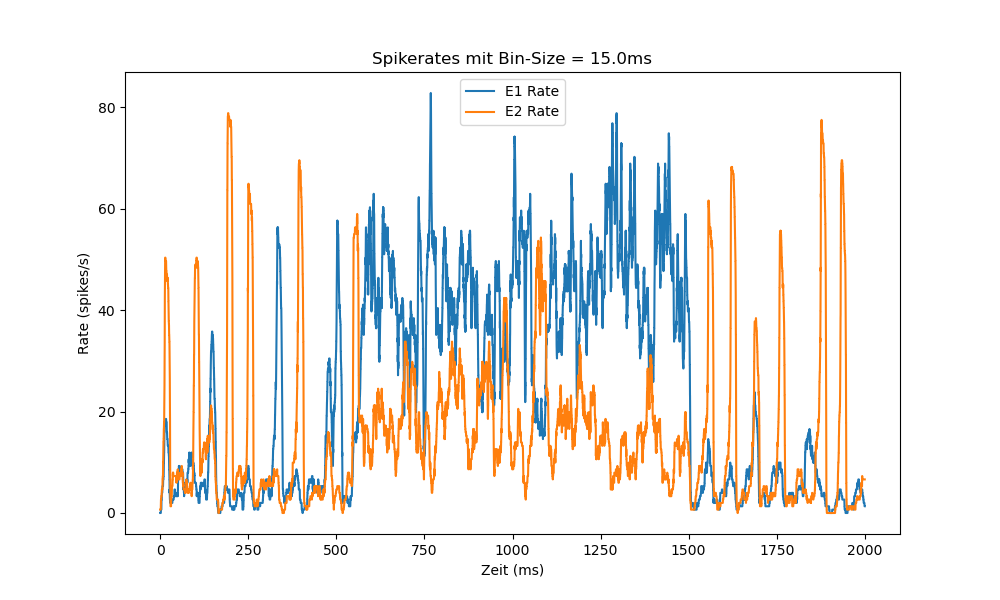 Spikerates mit Bin-Size = 15.0ms
E1 Rate
E2 Rate
80
60
40
20
0
Rate (spikes/s)
0 250 500 750 1000 1250 1500 1750 2000
Zeit (ms)